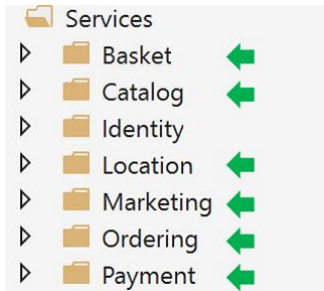 Services
Basket
Catalog
Identity
Location
Marketing
Ordering
Payment